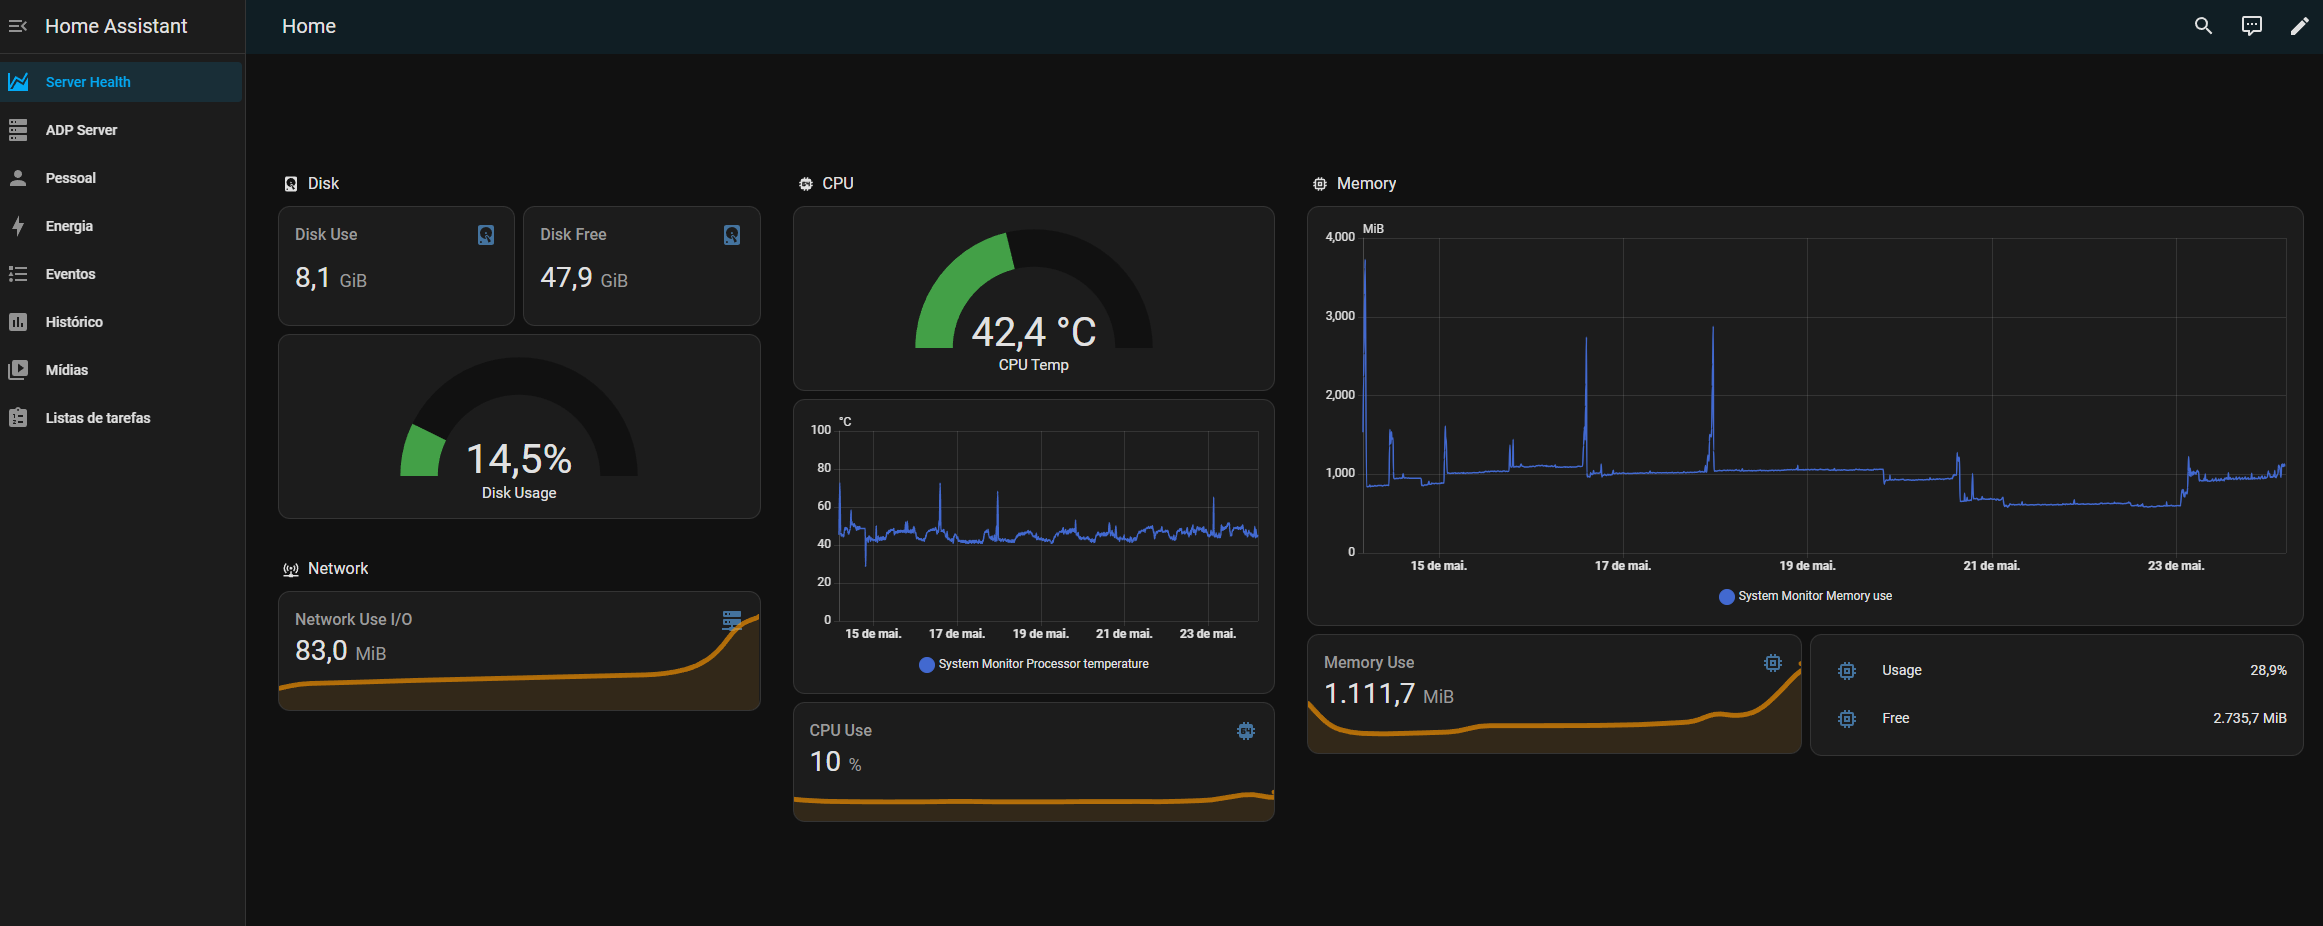 Home Assistant
Home
Server Health
ADP Server
Pessoal
Energia
Eventos
Histórico
Mídias
Listas de tarefas
Disk
Disk Use
8,1 GiB
Disk Free
47,9 GiB
14,5%
Disk Usage
Network
Network Use I/O
83,0 MiB
CPU
42,4 °C
CPU Temp
°C
100
80
60
40
20
0
15 de mai. 17 de mai. 19 de mai. 21 de mai. 23 de mai.
System Monitor Processor temperature
CPU Use
10 %
Memory
MiB
4,000
3,000
2,000
1,000
0
15 de mai. 17 de mai. 19 de mai. 21 de mai. 23 de mai.
System Monitor Memory use
Memory Use
1.111,7 MiB
Usage 28,9%
Free 2.735,7 MiB